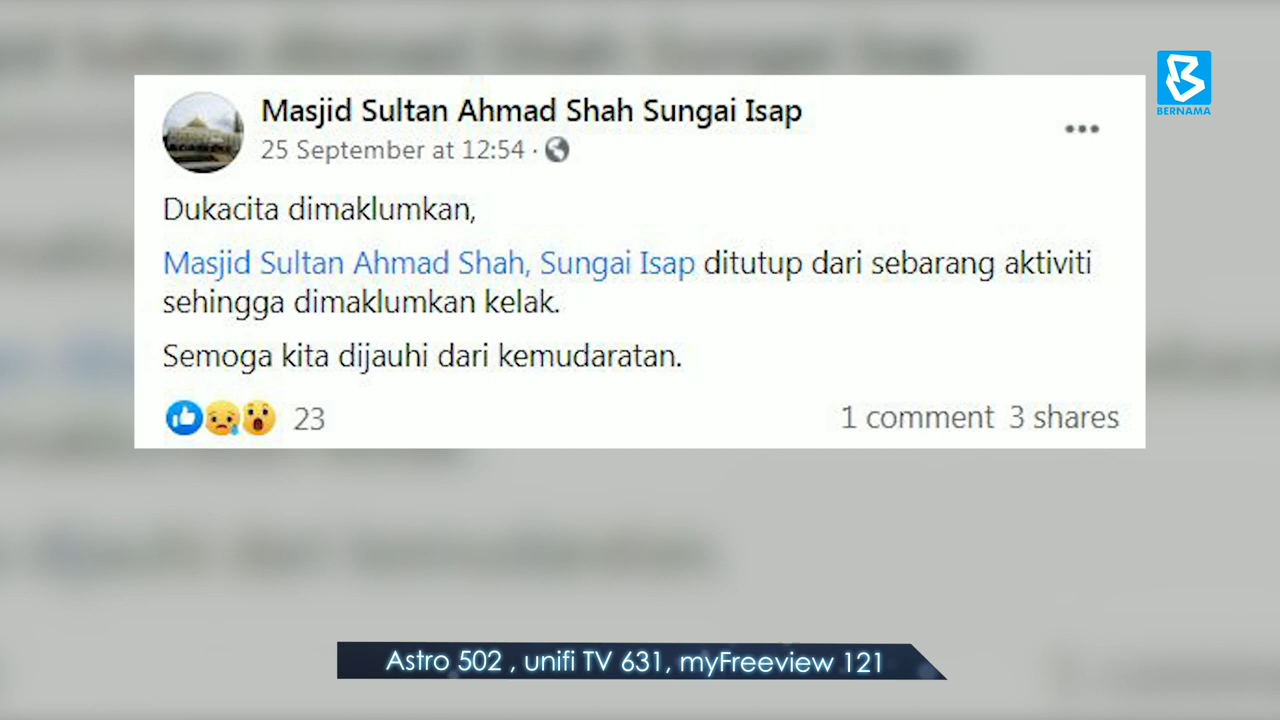 BERNAMA
Masjid Sultan Ahmad Shah Sungai Isap
25 September at 12:54 ·
Dukacita dimaklumkan,
Masjid Sultan Ahmad Shah, Sungai Isap ditutup dari sebarang aktiviti
sehingga dimaklumkan kelak.
Semoga kita dijauhi dari kemudaratan.
23
1 comment 3 shares
Astro 502 , unifi TV 631, myFreeview 121